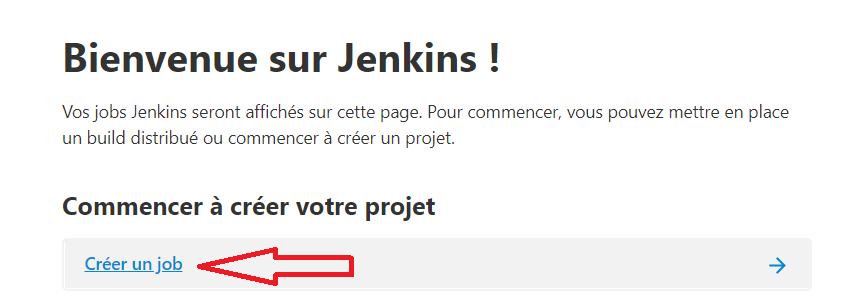 Bienvenue sur Jenkins !
Vos jobs Jenkins seront affichés sur cette page. Pour commencer, vous pouvez mettre en place
un build distribué ou commencer à créer un projet.
Commencer à créer votre projet
Créer un job